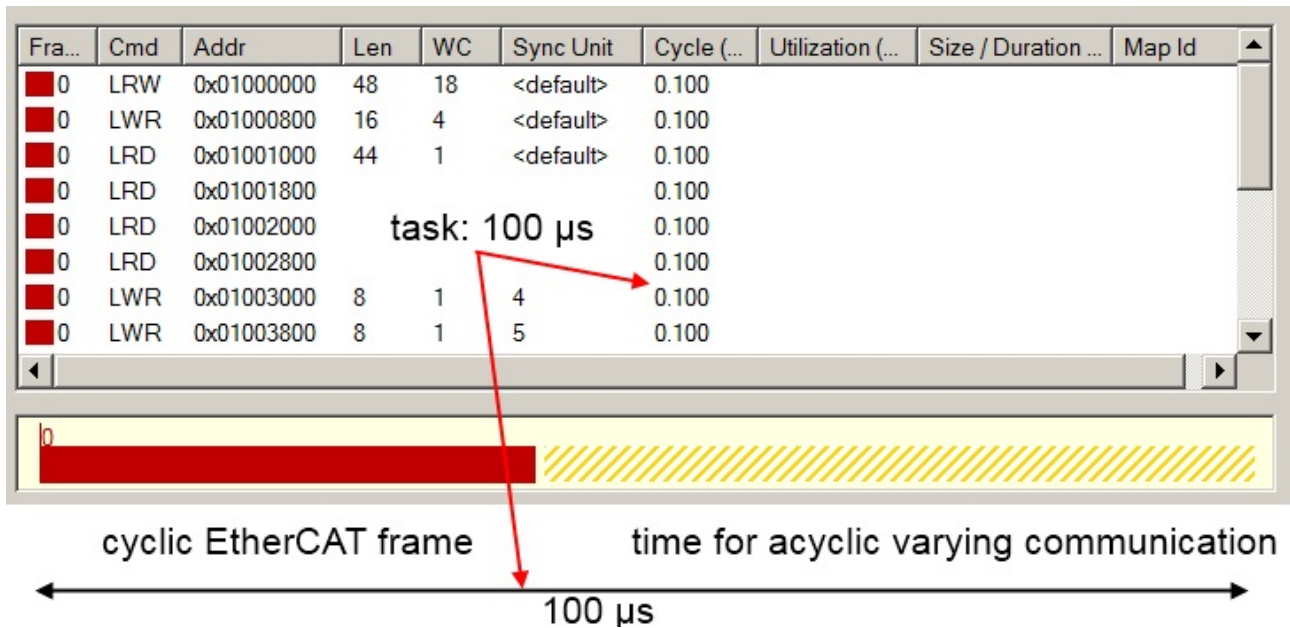 Fra... Cmd Addr Len WC Sync Unit Cycle (... Utilization (... Size / Duration ... Map Id
0 LRW 0x01000000 48 18 <default> 0.100
0 LWR 0x01000800 16 4 <default> 0.100
0 LRD 0x01001000 44 1 <default> 0.100
0 LRD 0x01001800 0.100
0 LRD 0x01002000 0.100
task: 100 µs
0 LRD 0x01002800 0.100
0 LWR 0x01003000 8 1 4 0.100
0 LWR 0x01003800 8 1 5 0.100
0
cyclic EtherCAT frame time for acyclic varying communication
100 µs